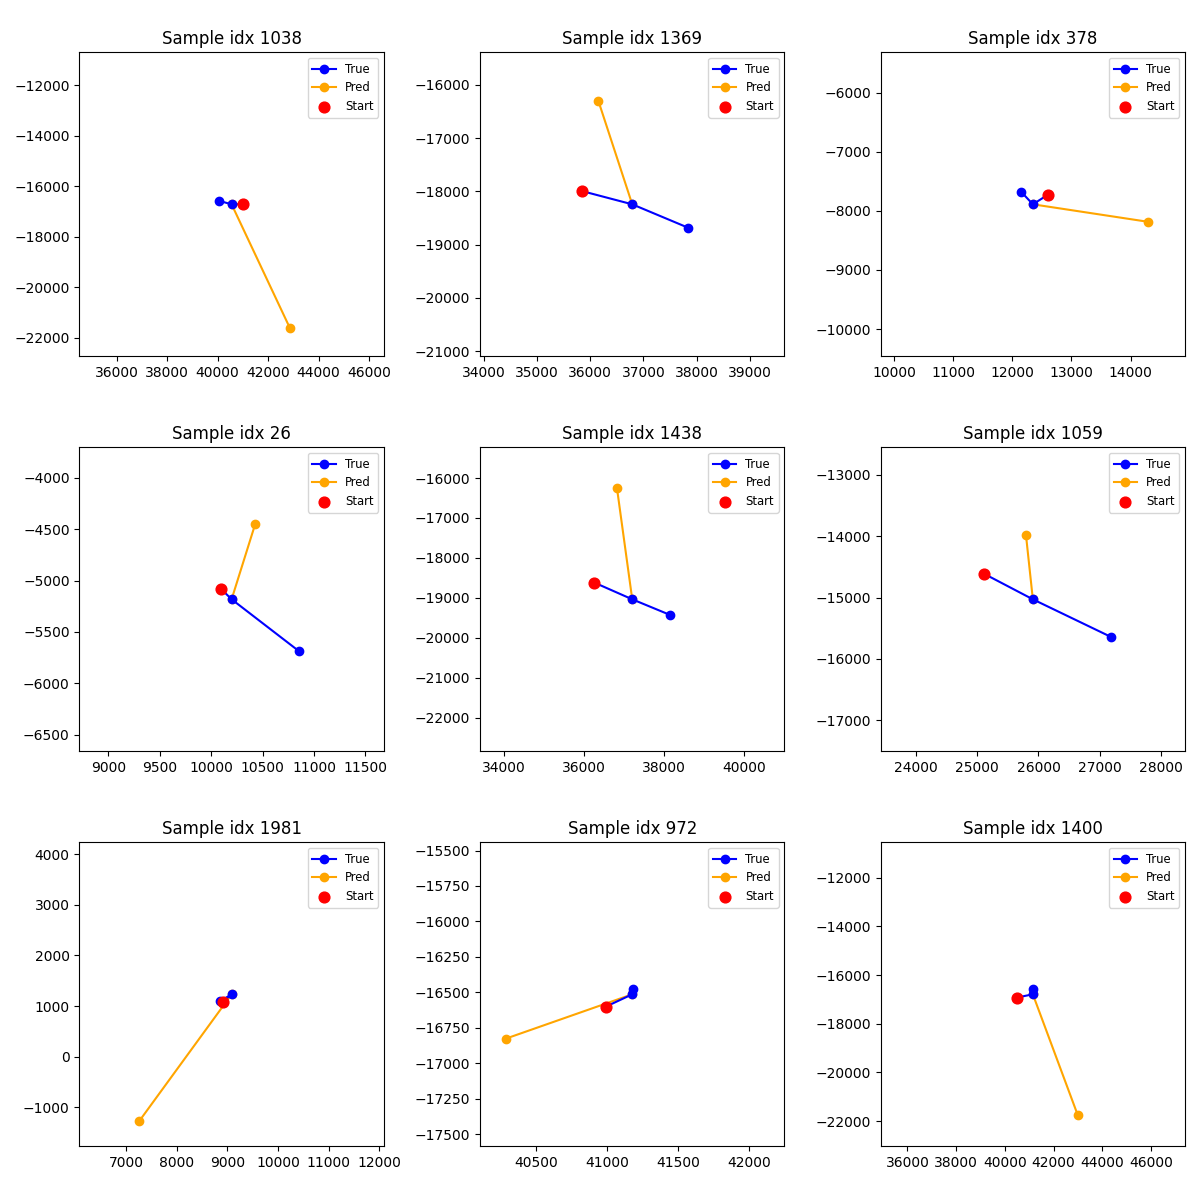 Sample idx 1038
True
Pred
Start
−12000
−14000
−16000
−18000
−20000
−22000
36000 38000 40000 42000 44000 46000
Sample idx 1369
True
Pred
Start
−16000
−17000
−18000
−19000
−20000
−21000
34000 35000 36000 37000 38000 39000
Sample idx 378
True
Pred
Start
−6000
−7000
−8000
−9000
−10000
10000 11000 12000 13000 14000
Sample idx 26
True
Pred
Start
−4000
−4500
−5000
−5500
−6000
−6500
9000 9500 10000 10500 11000 11500
Sample idx 1438
True
Pred
Start
−16000
−17000
−18000
−19000
−20000
−21000
−22000
34000 36000 38000 40000
Sample idx 1059
True
Pred
Start
−13000
−14000
−15000
−16000
−17000
24000 25000 26000 27000 28000
Sample idx 1981
True
Pred
Start
4000
3000
2000
1000
0
−1000
7000 8000 9000 10000 11000 12000
Sample idx 972
True
Pred
Start
−15500
−15750
−16000
−16250
−16500
−16750
−17000
−17250
−17500
40500 41000 41500 42000
Sample idx 1400
True
Pred
Start
−12000
−14000
−16000
−18000
−20000
−22000
36000 38000 40000 42000 44000 46000